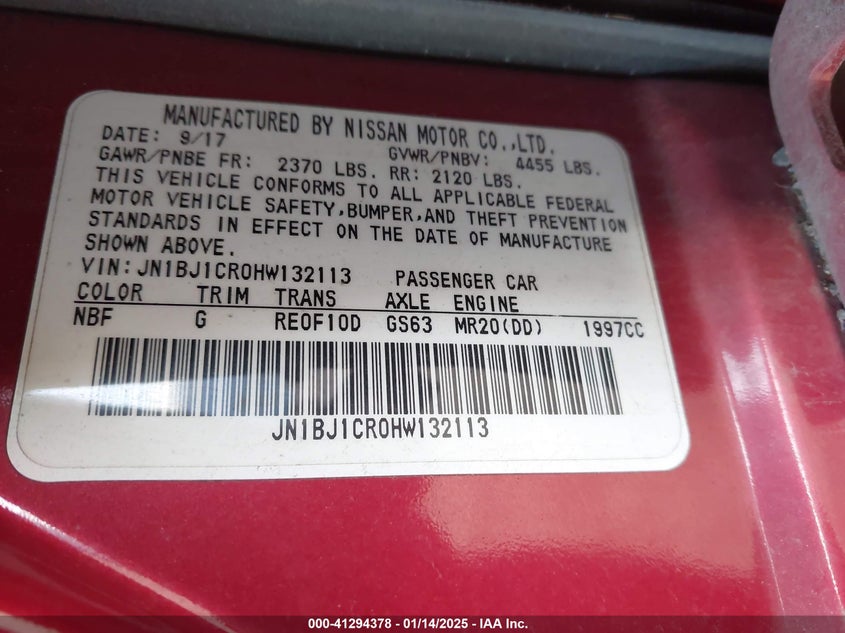 MANUFACTURED BY NISSAN MOTOR CO.,LTD.
DATE: 9/17 GVWR/PNBV: 4455 LBS.
GAWR/PNBE FR: 2370 LBS. RR: 2120 LBS.
THIS VEHICLE CONFORMS TO ALL APPLICABLE FEDERAL
MOTOR VEHICLE SAFETY,BUMPER,AND THEFT PREVENTION
STANDARDS IN EFFECT ON THE DATE OF MANUFACTURE
SHOWN ABOVE.
VIN: JN1BJ1CR0HW132113 PASSENGER CAR
COLOR TRIM TRANS AXLE ENGINE
NBF G RE0F10D GS63 MR20(DD) 1997CC
JN1BJ1CR0HW132113
000-41294378 - 01/14/2025 - IAA Inc.